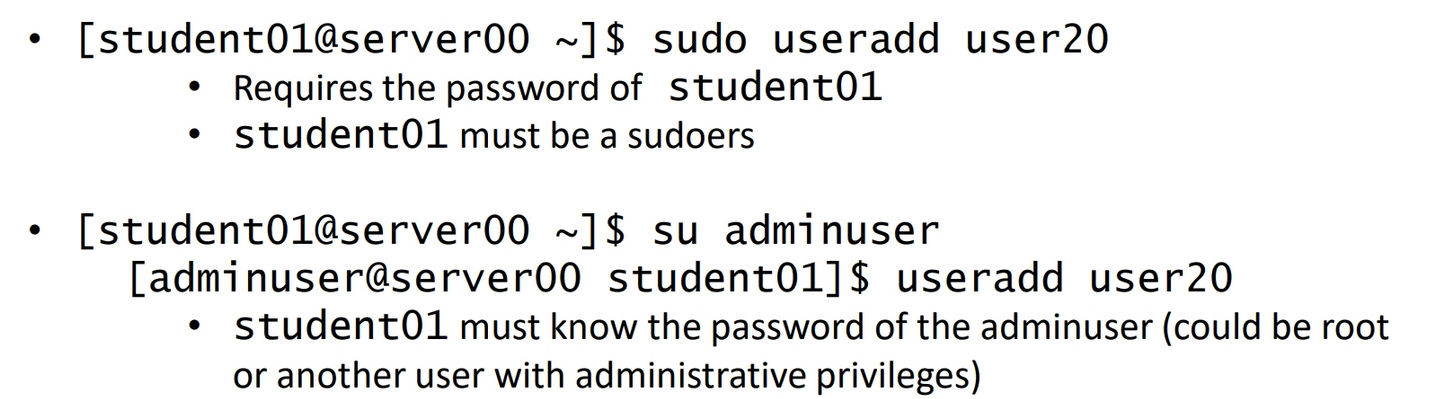 • [student01@server00 ~]$ sudo useradd user20
• Requires the password of student01
• student01 must be a sudoers
• [student01@server00 ~]$ su adminuser
[adminuser@server00 student01]$ useradd user20
• student01 must know the password of the adminuser (could be root
or another user with administrative privileges)